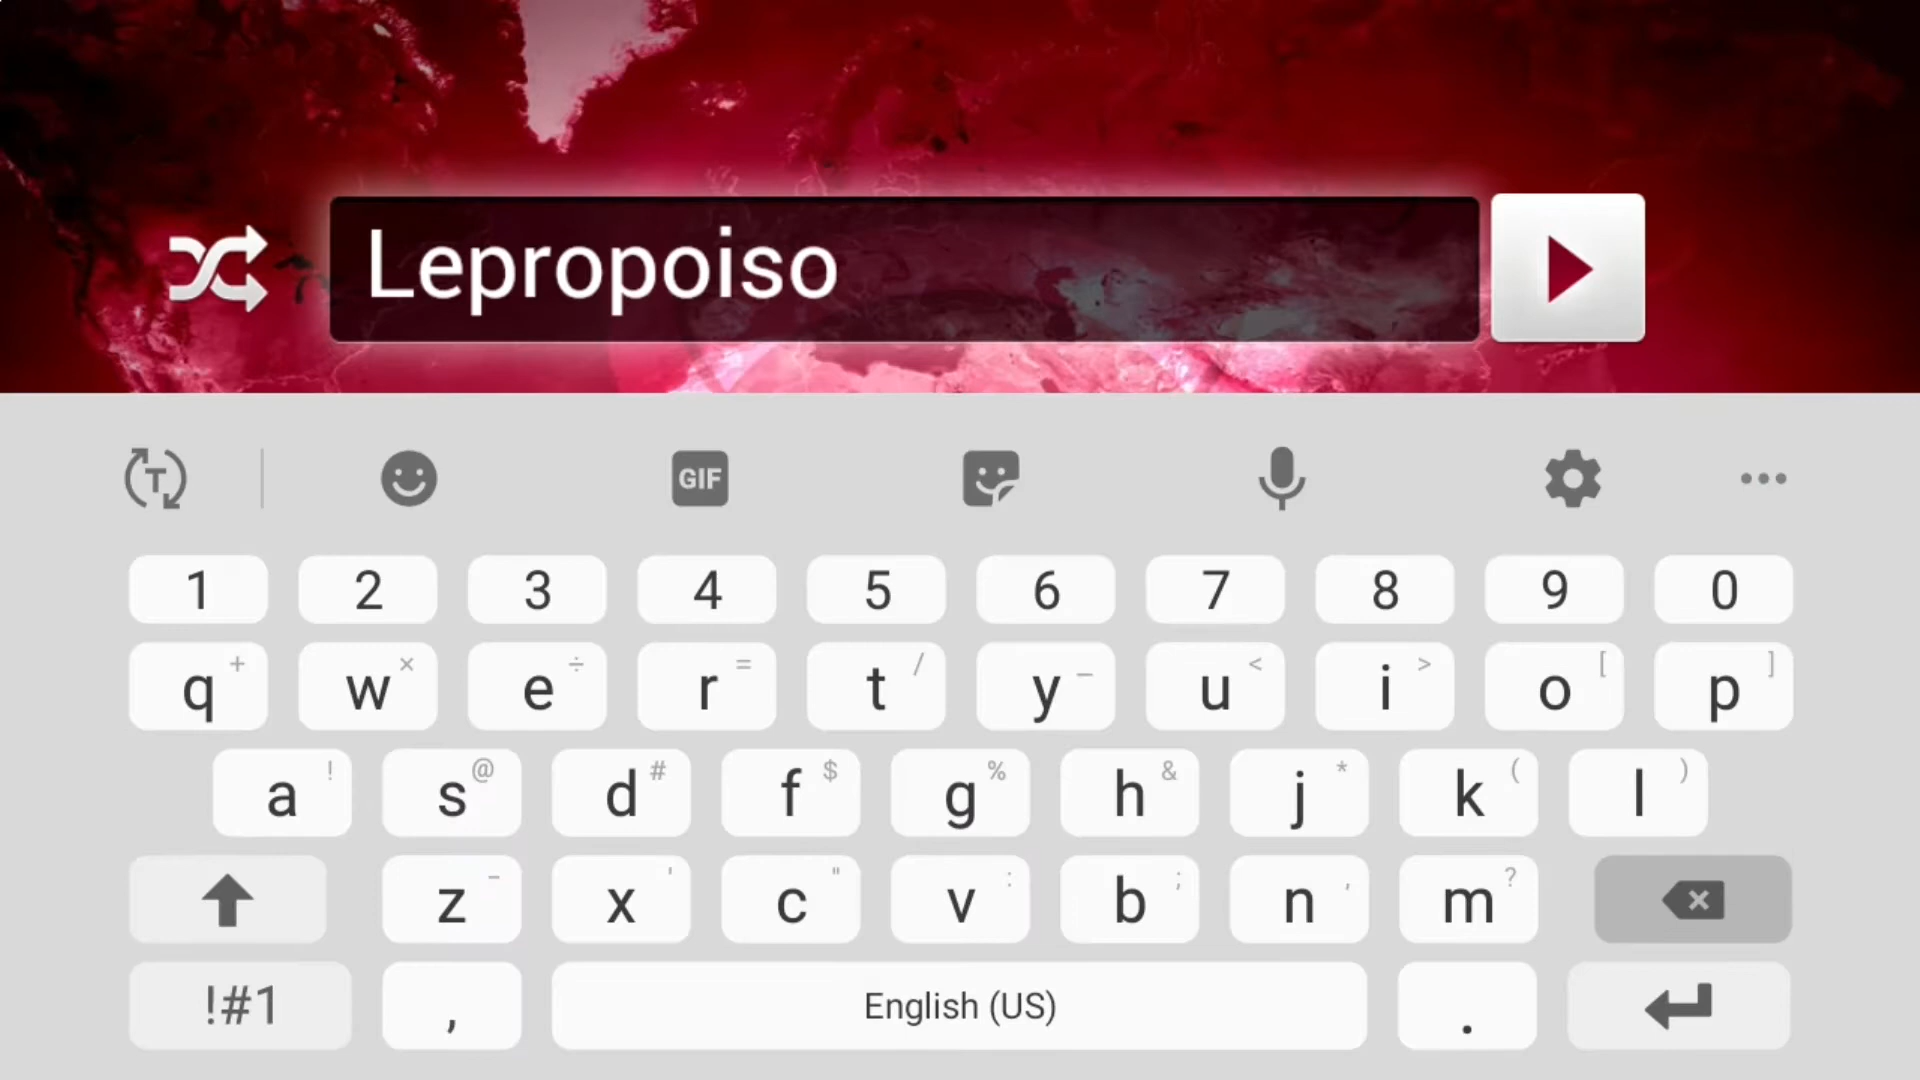 Lepropoiso
T GIF
1 2 3 4 5 6 7 8 9 0
q + w × e ÷ r = t / y _ u < i > o [ p ]
a ! s @ d # f $ g % h & j * k ( l )
z - x ' c " v : b ; n , m ?
!#1 , English (US) .